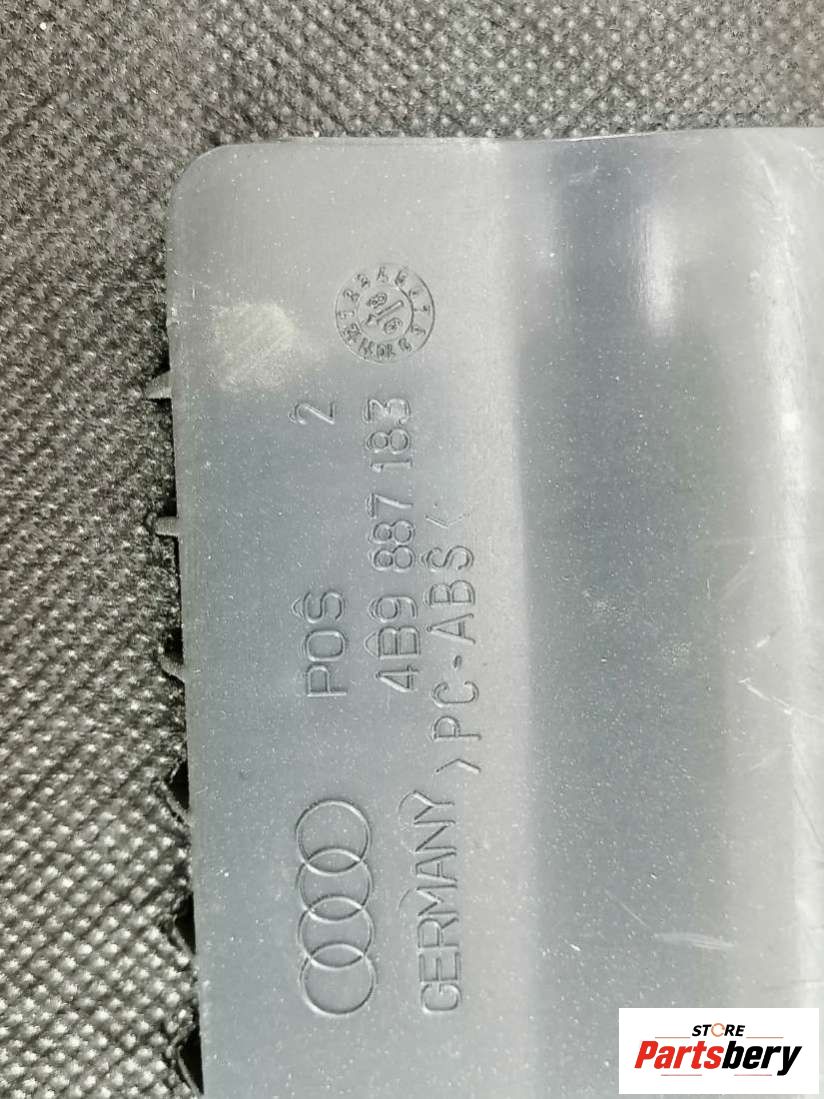 POS 2
4B9 887 183
GERMANY >PC-ABS<
STORE
Partsbery